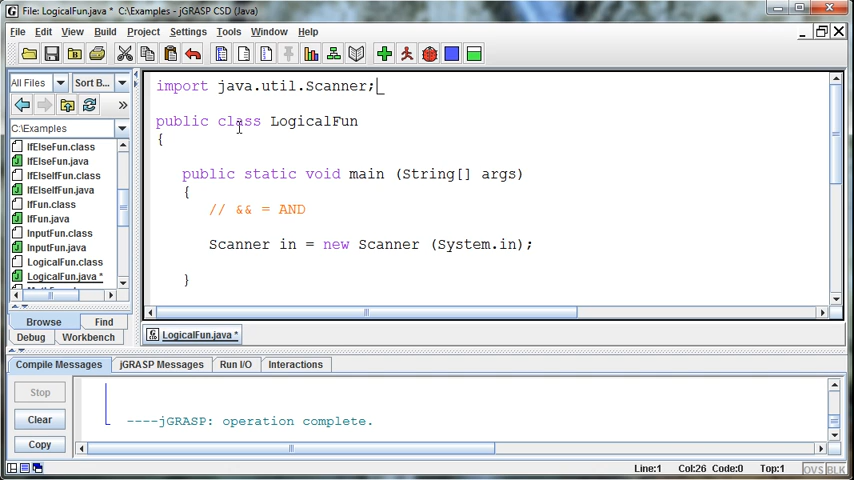 File: LogicalFun.java * C:\Examples - jGRASP CSD (Java)
File Edit View Build Project Settings Tools Window Help
All Files Sort B...
C:\Examples
IfElseFun.class
IfElseFun.java
IfElseIfFun.class
IfElseIfFun.java
IfFun.class
IfFun.java
InputFun.class
InputFun.java
LogicalFun.class
LogicalFun.java *
Browse Find
Debug Workbench
import java.util.Scanner;
public class LogicalFun
{
public static void main (String[] args)
{
// && = AND
Scanner in = new Scanner (System.in);
}
LogicalFun.java *
Compile Messages jGRASP Messages Run I/O Interactions
Stop
Clear
Copy
----jGRASP: operation complete.
Line:1 Col:26 Code:0 Top:1 OVS BLK